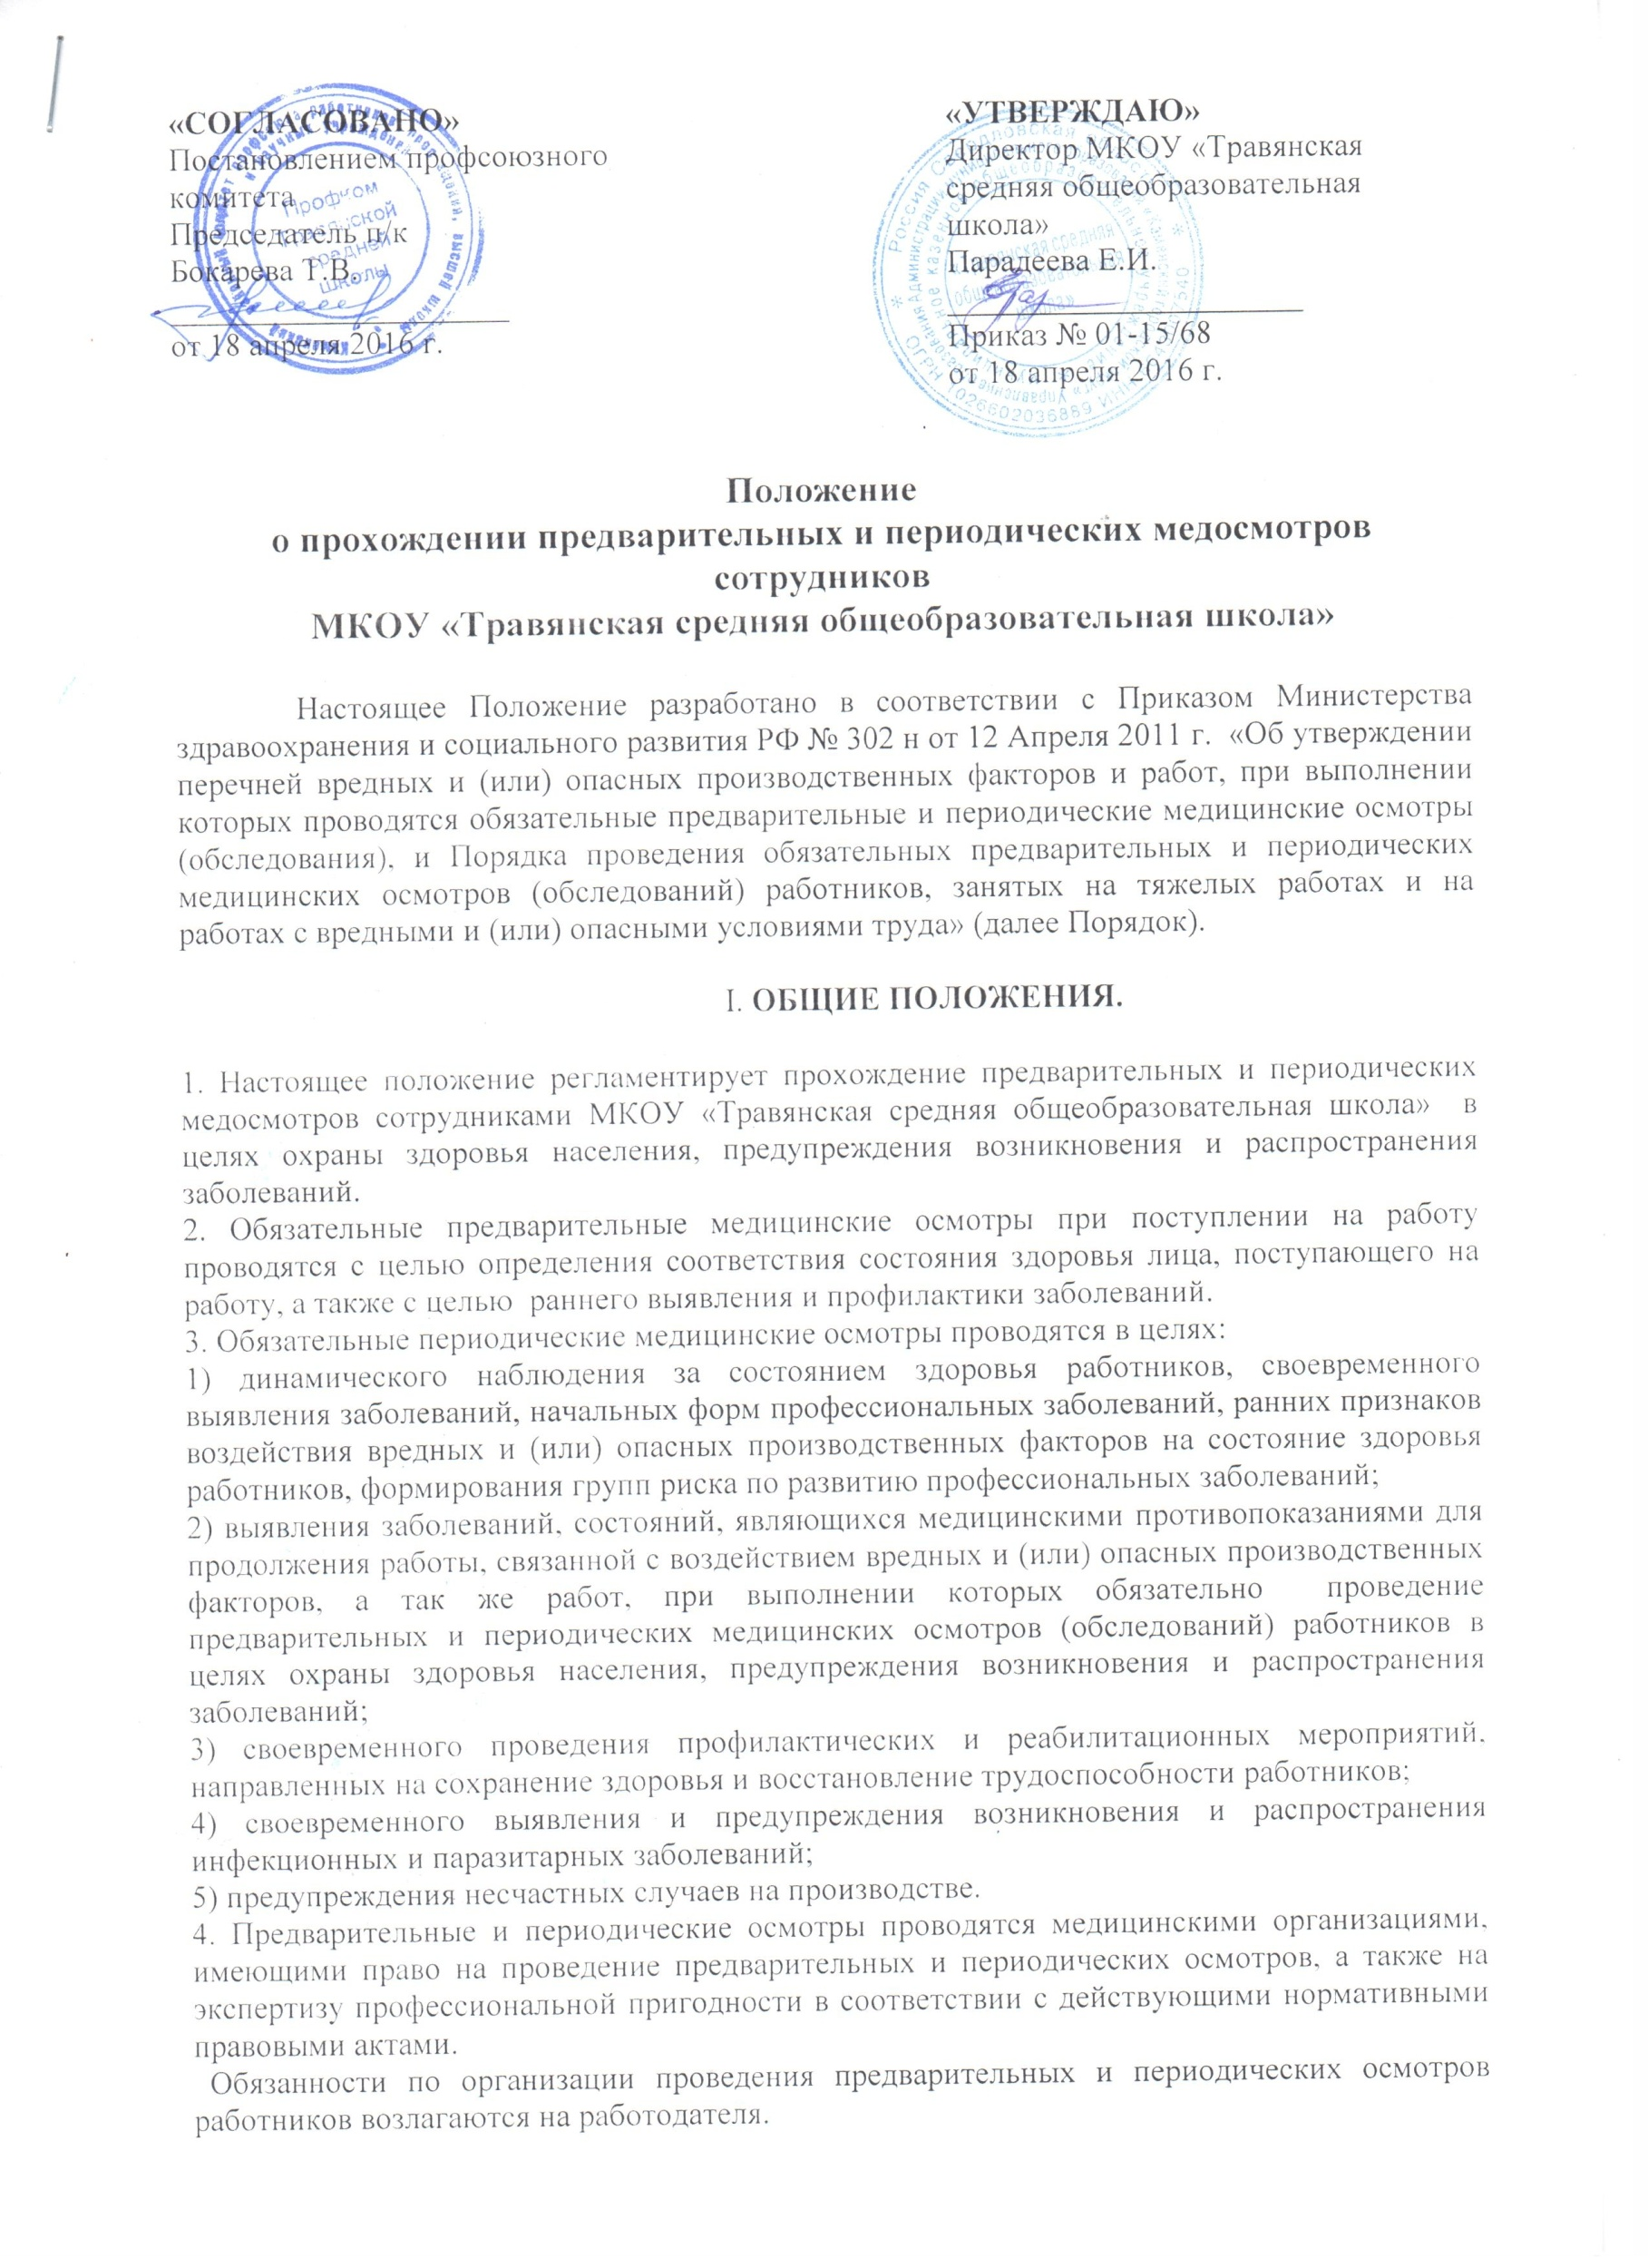 «СОГЛАСОВАНО»
Постановлением профсоюзного
комитета
Председатель п/к
Бокарева Т.В.
от 18 апреля 2016 г.
Профком
Травянской
средней
школы
«УТВЕРЖДАЮ»
Директор МКОУ «Травянская
средняя общеобразовательная
школа»
Парадеева Е.И.
Приказ № 01-15/68
от 18 апреля 2016 г.
Положение
о прохождении предварительных и периодических медосмотров
сотрудников
МКОУ «Травянская средняя общеобразовательная школа»
Настоящее Положение разработано в соответствии с Приказом Министерства
здравоохранения и социального развития РФ № 302 н от 12 Апреля 2011 г. «Об утверждении
перечней вредных и (или) опасных производственных факторов и работ, при выполнении
которых проводятся обязательные предварительные и периодические медицинские осмотры
(обследования), и Порядка проведения обязательных предварительных и периодических
медицинских осмотров (обследований) работников, занятых на тяжелых работах и на
работах с вредными и (или) опасными условиями труда» (далее Порядок).
I. ОБЩИЕ ПОЛОЖЕНИЯ.
1. Настоящее положение регламентирует прохождение предварительных и периодических
медосмотров сотрудниками МКОУ «Травянская средняя общеобразовательная школа» в
целях охраны здоровья населения, предупреждения возникновения и распространения
заболеваний.
2. Обязательные предварительные медицинские осмотры при поступлении на работу
проводятся с целью определения соответствия состояния здоровья лица, поступающего на
работу, а также с целью раннего выявления и профилактики заболеваний.
3. Обязательные периодические медицинские осмотры проводятся в целях:
1) динамического наблюдения за состоянием здоровья работников, своевременного
выявления заболеваний, начальных форм профессиональных заболеваний, ранних признаков
воздействия вредных и (или) опасных производственных факторов на состояние здоровья
работников, формирования групп риска по развитию профессиональных заболеваний;
2) выявления заболеваний, состояний, являющихся медицинскими противопоказаниями для
продолжения работы, связанной с воздействием вредных и (или) опасных производственных
факторов, а так же работ, при выполнении которых обязательно проведение
предварительных и периодических медицинских осмотров (обследований) работников в
целях охраны здоровья населения, предупреждения возникновения и распространения
заболеваний;
3) своевременного проведения профилактических и реабилитационных мероприятий,
направленных на сохранение здоровья и восстановление трудоспособности работников;
4) своевременного выявления и предупреждения возникновения и распространения
инфекционных и паразитарных заболеваний;
5) предупреждения несчастных случаев на производстве.
4. Предварительные и периодические осмотры проводятся медицинскими организациями,
имеющими право на проведение предварительных и периодических осмотров, а также на
экспертизу профессиональной пригодности в соответствии с действующими нормативными
правовыми актами.
Обязанности по организации проведения предварительных и периодических осмотров
работников возлагаются на работодателя.